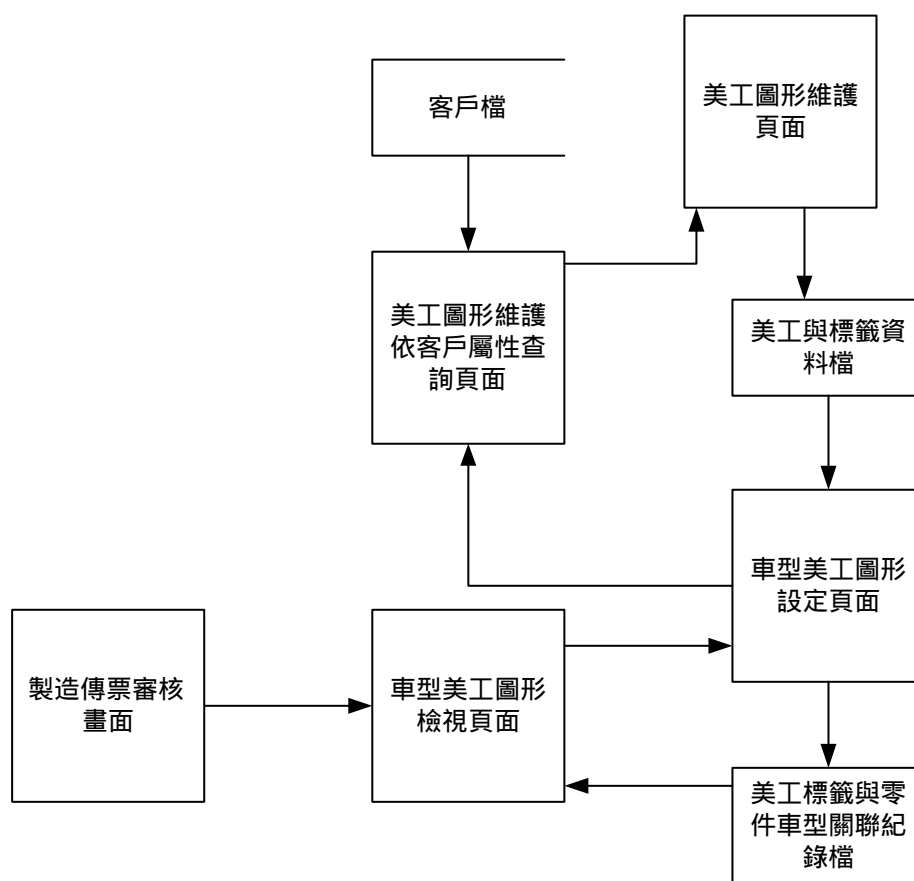 客戶檔
美工圖形維護
頁面
美工圖形維護
依客戶屬性查
詢頁面
美工與標籤資
料檔
車型美工圖形
設定頁面
製造傳票審核
畫面
車型美工圖形
檢視頁面
美工標籤與零
件車型關聯紀
錄檔